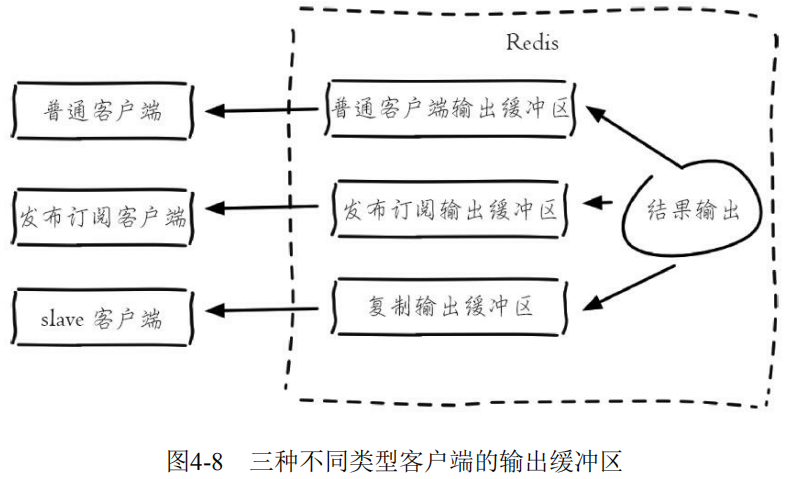 Redis
普通客户端
普通客户端输出缓冲区
发布订阅客户端
发布订阅输出缓冲区
结果输出
slave 客户端
复制输出缓冲区
图4-8 三种不同类型客户端的输出缓冲区